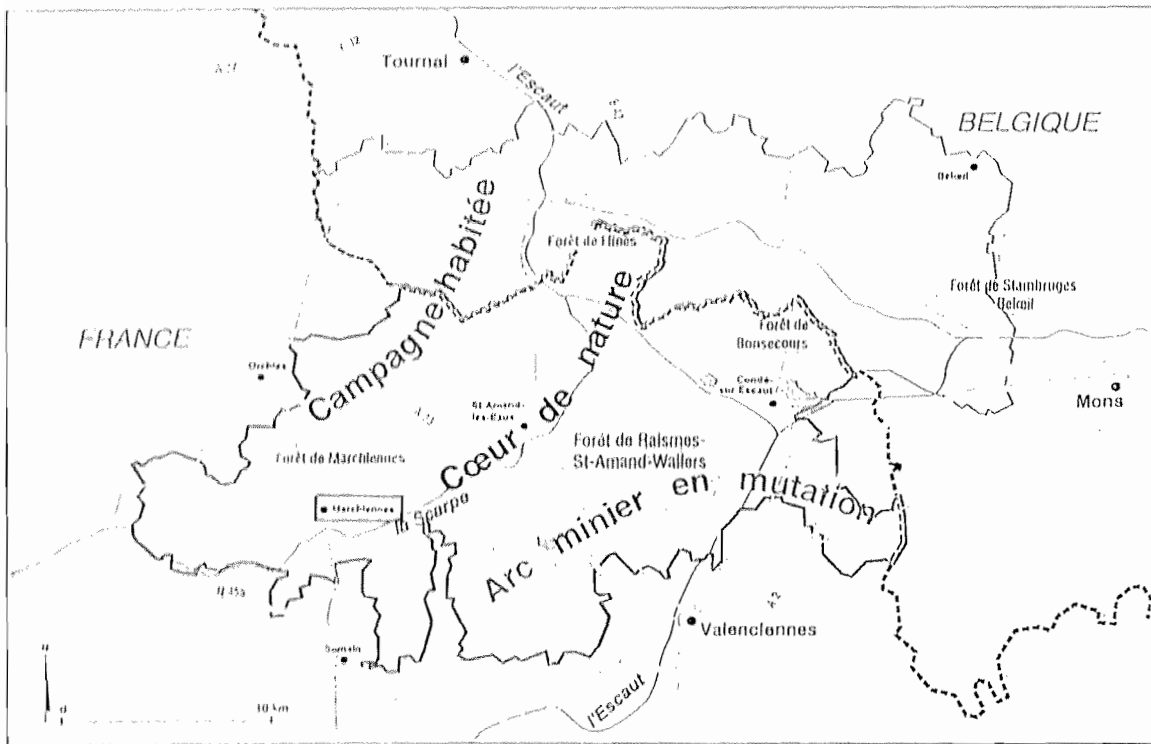 Tournai
l'Escaut
BELGIQUE
Belœil
Campagne habitée
Forêt de Flines
Forêt de Stambruges
Belœil
FRANCE
Cœur de nature
Forêt de
Bonsecours
Orchies
Condé-
sur Escaut
Mons
St Amand-
les-Eaux
Forêt de Marchiennes
Forêt de Raismes-
St-Amand-Wallers
Marchiennes
la Scarpe
Arc minier en mutation
Valenciennes
Somain
l'Escaut
10 km